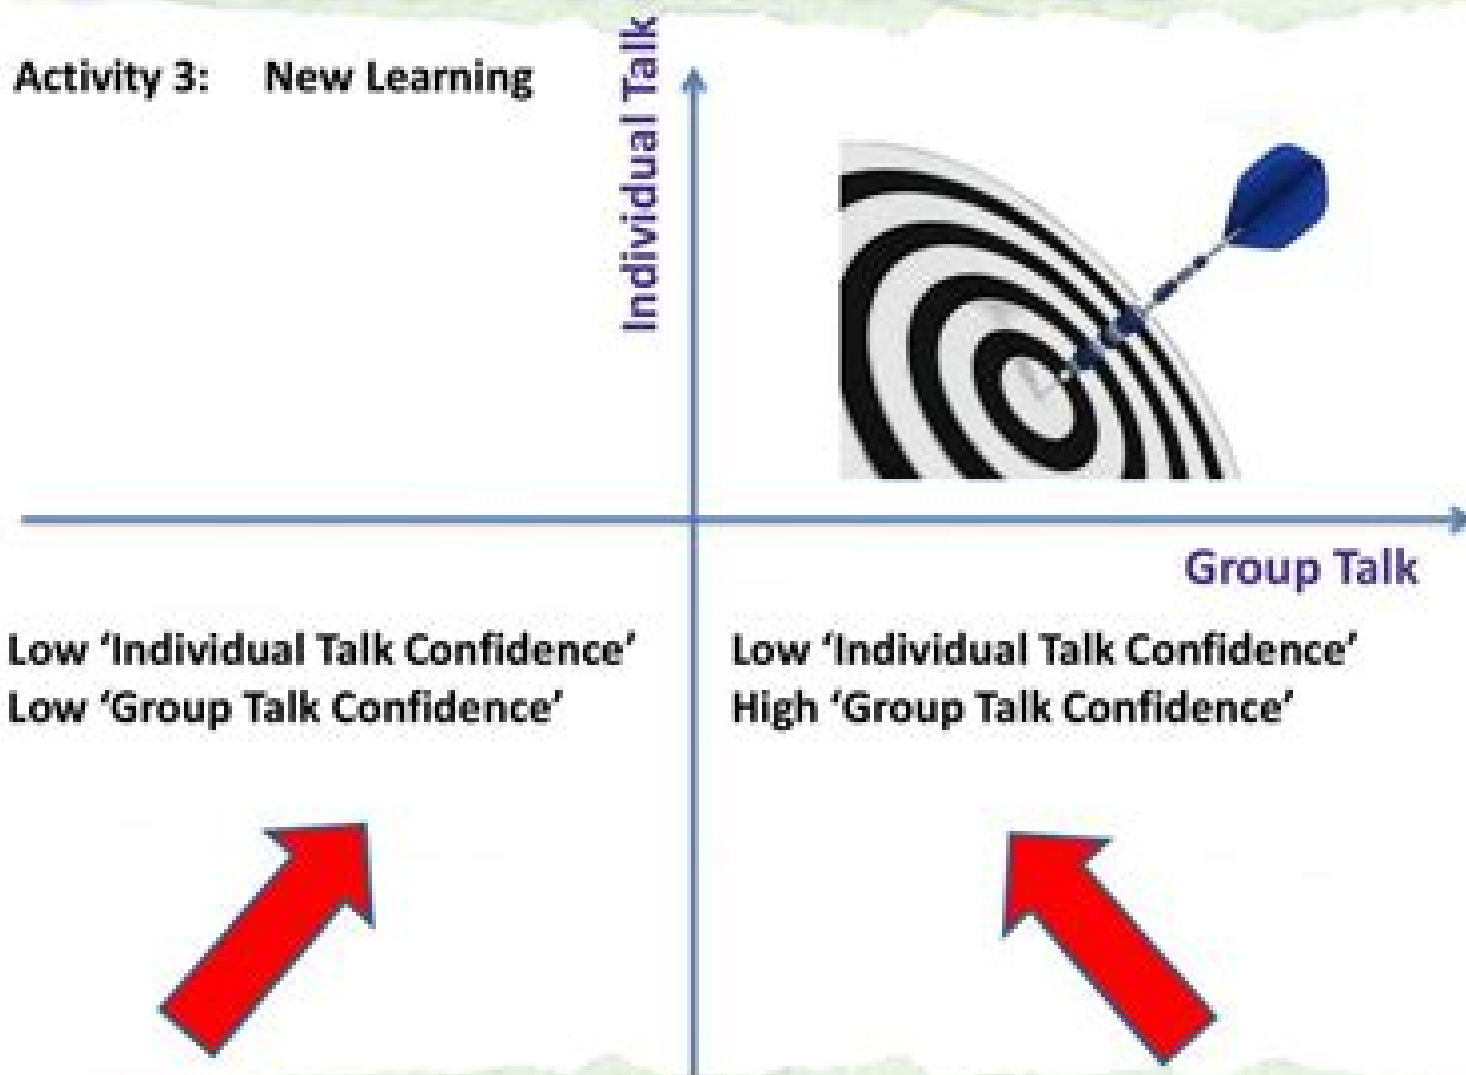 Activity 3: New Learning
Individual Talk
Group Talk
Low ‘Individual Talk Confidence’
Low ‘Group Talk Confidence’
Low ‘Individual Talk Confidence’
High ‘Group Talk Confidence’